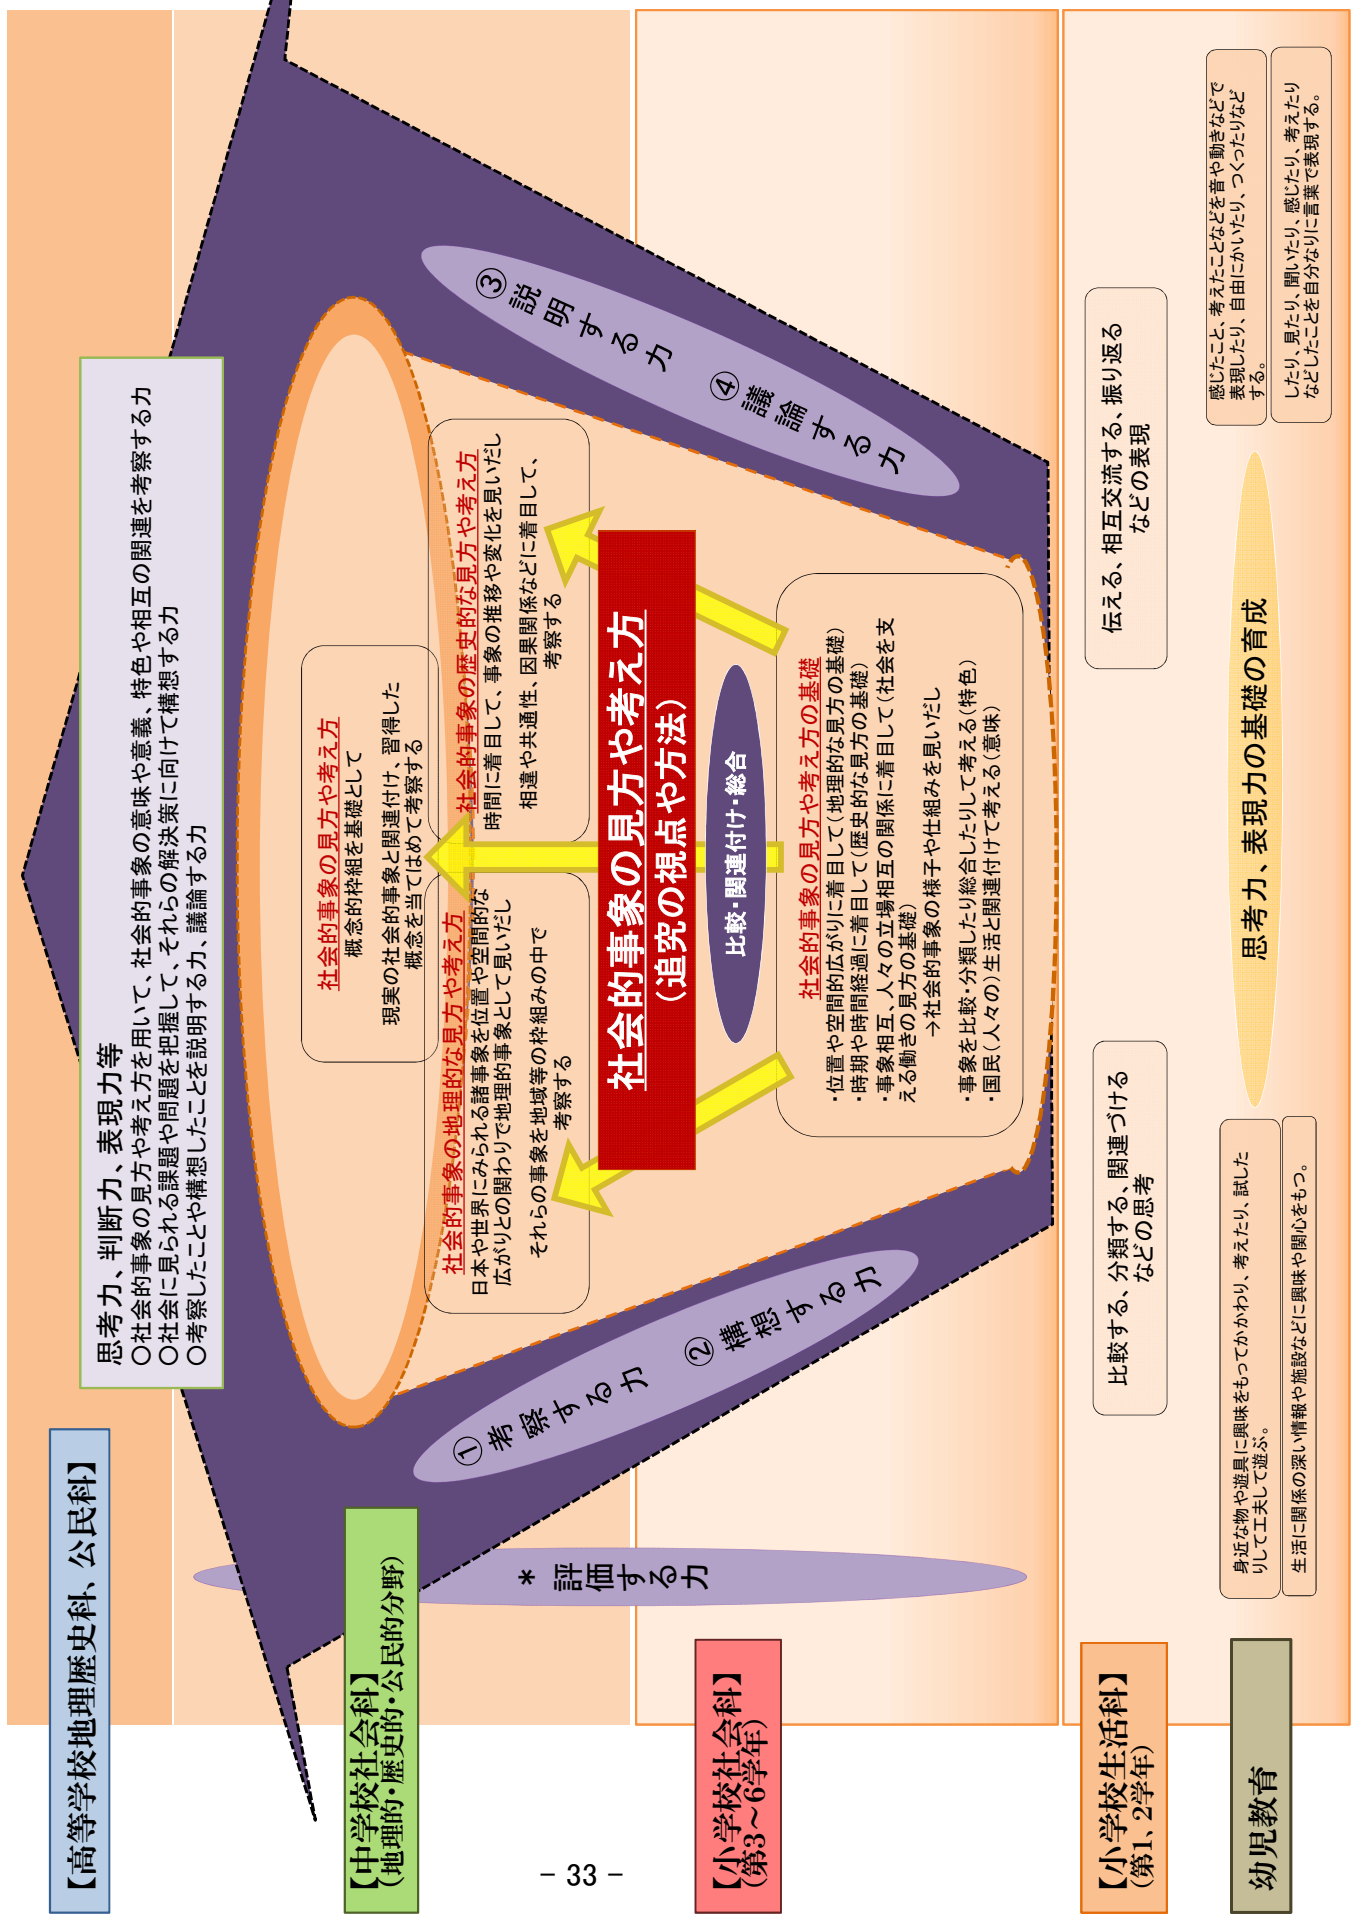 【高等学校地理歴史科、公民科】
思考力、判断力、表現力等
○社会的事象の見方や考え方を用いて、社会的事象の意味や意義、特色や相互の関連を考察する力
○社会に見られる課題や問題を把握して、それらの解決策に向けて構想する力
○考察したことや構想したことを説明する力、議論する力
【中学校社会科】
(地理的・歴史的・公民的分野)
社会的事象の見方や考え方
概念的枠組を基礎として
現実の社会的事象と関連付け、習得した
概念を当てはめて考察する
社会的事象の地理的な見方や考え方
日本や世界にみられる諸事象を位置や空間的な
広がりとの関わりで地理的事象として見いだし
それらの事象を地域等の枠組みの中で
考察する
社会的事象の歴史的な見方や考え方
時間に着目して、事象の推移や変化を見いだし
相違や共通性、因果関係などに着目して、
考察する
①考察する力
②構想する力
③説明する力
④議論する力
*評価する力
社会的事象の見方や考え方
（追究の視点や方法）
比較・関連付け・総合
【小学校社会科】
(第3～6学年)
社会的事象の見方や考え方の基礎
・位置や空間的広がりに着目して(地理的な見方の基礎)
・時期や時間経過に着目して(歴史的な見方の基礎)
・事象相互、人々の立場相互の関係に着目して(社会を支
える働きの見方の基礎)
→社会的事象の様子や仕組みを見いだし
・事象を比較・分類したり総合したりして考える(特色)
・国民(人々の)生活と関連付けて考える(意味)
【小学校生活科】
(第1、2学年)
比較する、分類する、関連づける
などの思考
伝える、相互交流する、振り返る
などの表現
幼児教育
身近な物や遊具に興味をもってかかわり、考えたり、試した
りして工夫して遊ぶ。
生活に関係の深い情報や施設などに興味や関心をもつ。
思考力、表現力の基礎の育成
感じたこと、考えたことなどを音や動きなどで
表現したり、自由にかいたり、つくったりなど
する。
したり、見たり、聞いたり、感じたり、考えたり
などしたことを自分なりに言葉で表現する。
- 33 -